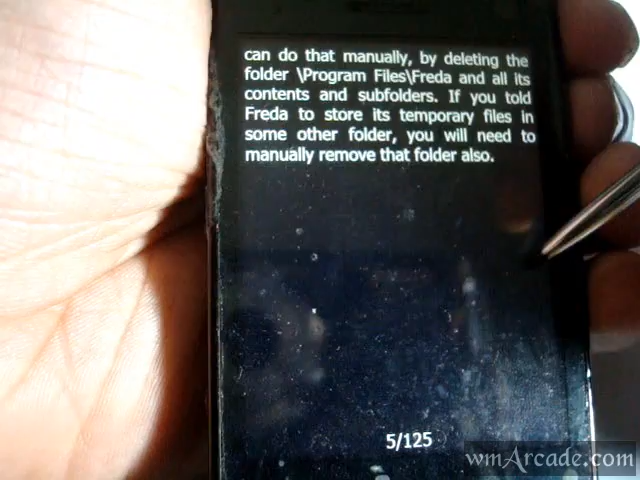 can do that manually, by deleting the
folder \Program Files\Freda and all its
contents and subfolders. If you told
Freda to store its temporary files in
some other folder, you will need to
manually remove that folder also.
5/125
wmArcade.com